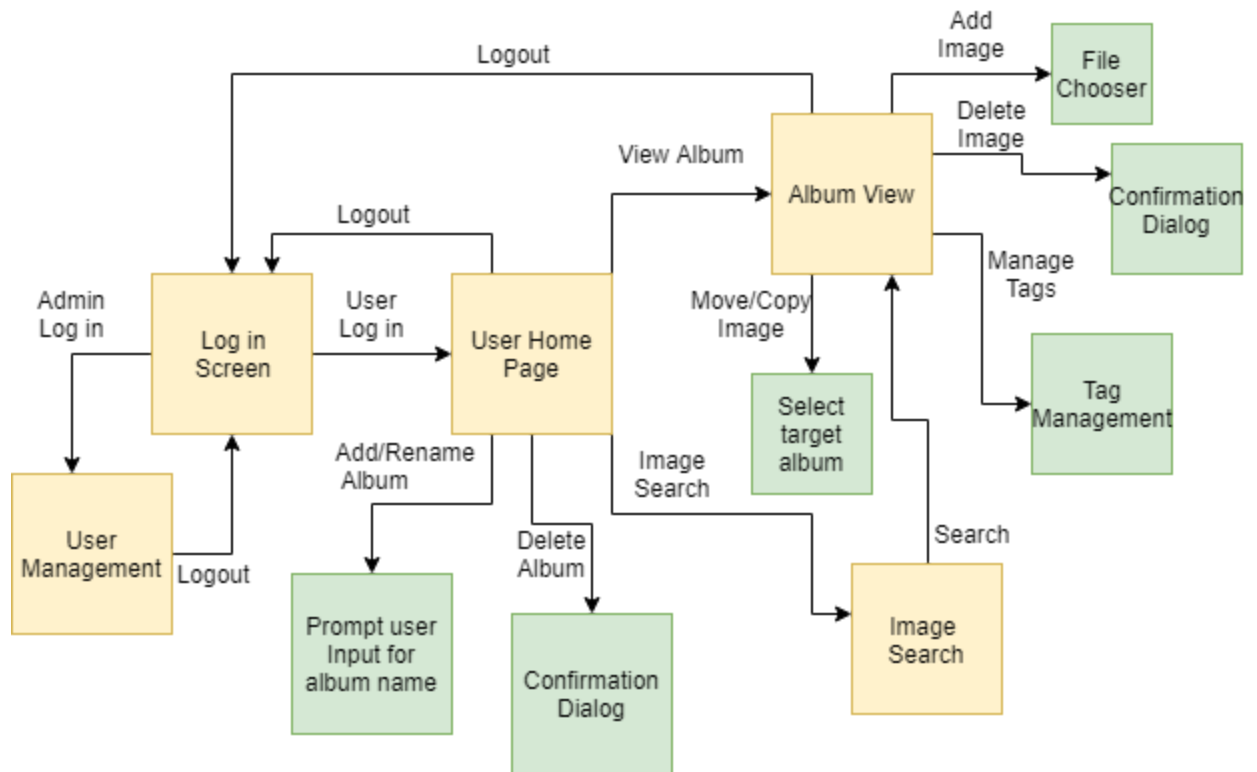 Add
Image
File
Chooser
Logout
Delete
Image
View Album
Album View
Confirmation
Dialog
Logout
Manage
Tags
Admin
Log in
User
Log in
Move/Copy
Image
Log in
Screen
User Home
Page
Tag
Management
Select
target
album
Add/Rename
Album
Image
Search
User
Management
Logout
Delete
Album
Search
Prompt user
Input for
album name
Image
Search
Confirmation
Dialog